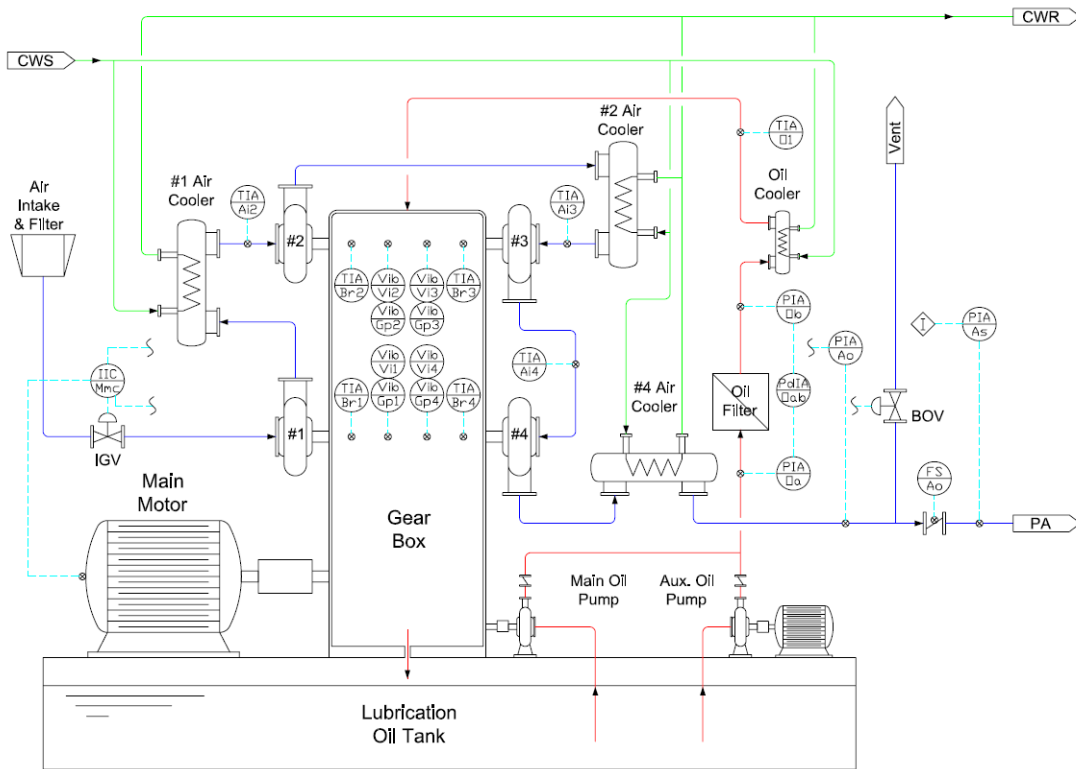 CWR
CWS
#2 Air
Cooler
TIA
O1
Vent
#1 Air
Cooler
Oil
Cooler
Air
Intake
& Filter
TIA
Ai2
TIA
Ai3
#2
#3
TIA
Br2
Vib
Vi2
Vib
Vi3
TIA
Br3
Vib
Gp2
Vib
Gp3
PIA
Ob
I
PIA
As
PIA
Ao
Vib
Vi1
Vib
Vi4
TIA
Ai4
IIC
Mmc
TIA
Br1
Vib
Gp1
Vib
Gp4
TIA
Br4
#4 Air
Cooler
Oil
Filter
PdIA
Oab
BOV
#1
#4
IGV
PIA
Oa
FS
Ao
Main
Motor
Gear
Box
PA
Main Oil
Pump
Aux. Oil
Pump
Lubrication
Oil Tank